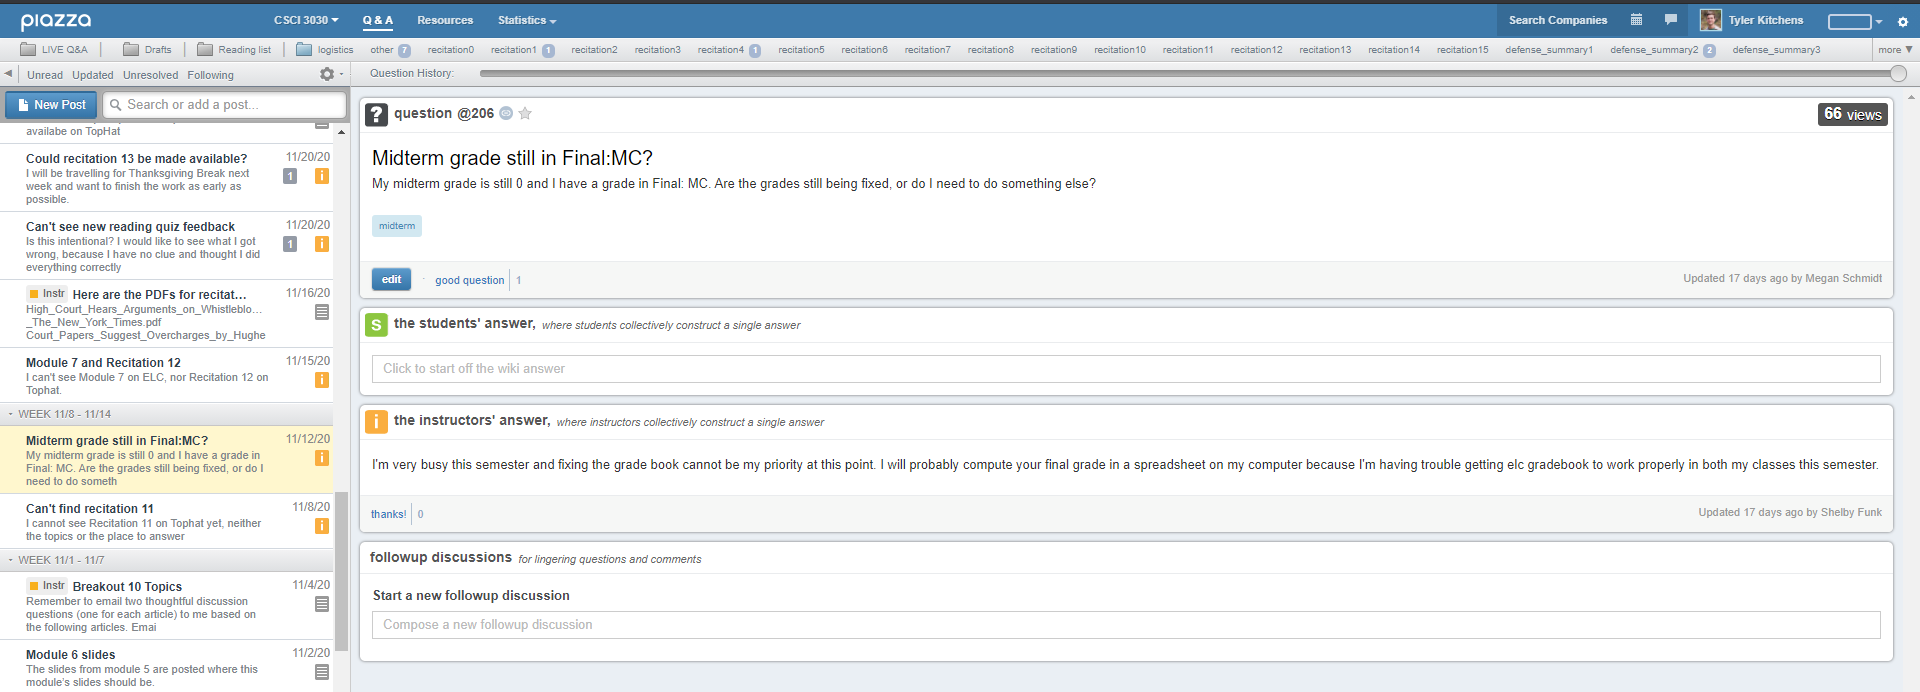 piazza
CSCI 3030
Q & A
Resources
Statistics
Search Companies
Tyler Kitchens
LIVE Q&A
Drafts
Reading list
logistics
other 7
recitation0
recitation1 1
recitation2
recitation3
recitation4 1
recitation5
recitation6
recitation7
recitation8
recitation9
recitation10
recitation11
recitation12
recitation13
recitation14
recitation15
defense_summary1
defense_summary2 2
defense_summary3
more
Unread Updated Unresolved Following
Question History:
New Post
Search or add a post...
availabe on TopHat
Could recitation 13 be made available? 11/20/20
I will be travelling for Thanksgiving Break next
week and want to finish the work as early as
possible.
1 i
Can't see new reading quiz feedback 11/20/20
Is this intentional? I would like to see what I got
wrong, because I have no clue and thought I did
everything correctly
1 i
Instr Here are the PDFs for recitat... 11/16/20
High_Court_Hears_Arguments_on_Whistleblo...
_The_New_York_Times.pdf
Court_Papers_Suggest_Overcharges_by_Hughe
Module 7 and Recitation 12 11/15/20
I can't see Module 7 on ELC, nor Recitation 12 on
Tophat.
i
WEEK 11/8 - 11/14
Midterm grade still in Final:MC? 11/12/20
My midterm grade is still 0 and I have a grade in
Final: MC. Are the grades still being fixed, or do I
need to do someth
i
Can't find recitation 11 11/8/20
I cannot see Recitation 11 on Tophat yet, neither
the topics or the place to answer
i
WEEK 11/1 - 11/7
Instr Breakout 10 Topics 11/4/20
Remember to email two thoughtful discussion
questions (one for each article) to me based on
the following articles. Emai
Module 6 slides 11/2/20
The slides from module 5 are posted where this
module's slides should be.
? question @206
66 views
Midterm grade still in Final:MC?
My midterm grade is still 0 and I have a grade in Final: MC. Are the grades still being fixed, or do I need to do something else?
midterm
edit · good question 1
Updated 17 days ago by Megan Schmidt
S the students' answer, where students collectively construct a single answer
Click to start off the wiki answer
i the instructors' answer, where instructors collectively construct a single answer
I'm very busy this semester and fixing the grade book cannot be my priority at this point. I will probably compute your final grade in a spreadsheet on my computer because I'm having trouble getting elc gradebook to work properly in both my classes this semester.
thanks! 0
Updated 17 days ago by Shelby Funk
followup discussions for lingering questions and comments
Start a new followup discussion
Compose a new followup discussion